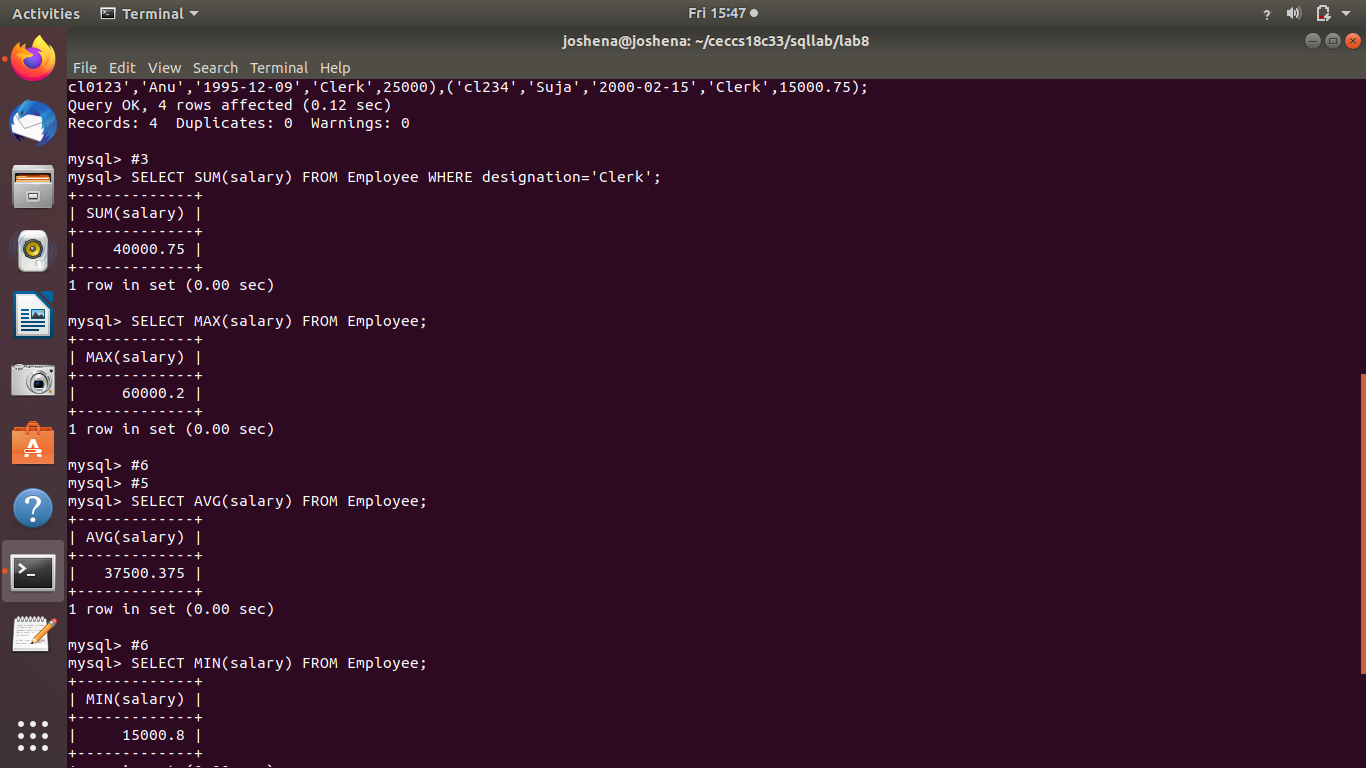 Activities
Terminal
Fri 15:47
?
joshena@joshena: ~/ceccs18c33/sqllab/lab8
File Edit View Search Terminal Help
cl0123','Anu','1995-12-09','Clerk',25000),('cl234','Suja','2000-02-15','Clerk',15000.75);
Query OK, 4 rows affected (0.12 sec)
Records: 4  Duplicates: 0  Warnings: 0
mysql> #3
mysql> SELECT SUM(salary) FROM Employee WHERE designation='Clerk';
+-------------+
| SUM(salary) |
+-------------+
|    40000.75 |
+-------------+
1 row in set (0.00 sec)
mysql> SELECT MAX(salary) FROM Employee;
+-------------+
| MAX(salary) |
+-------------+
|     60000.2 |
+-------------+
1 row in set (0.00 sec)
mysql> #6
mysql> #5
mysql> SELECT AVG(salary) FROM Employee;
+-------------+
| AVG(salary) |
+-------------+
|   37500.375 |
+-------------+
1 row in set (0.00 sec)
mysql> #6
mysql> SELECT MIN(salary) FROM Employee;
+-------------+
| MIN(salary) |
+-------------+
|     15000.8 |
+-------------+